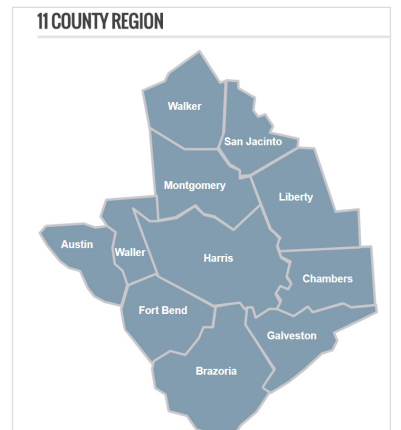 11 COUNTY REGION
Walker
San Jacinto
Montgomery
Liberty
Austin
Waller
Harris
Chambers
Fort Bend
Galveston
Brazoria